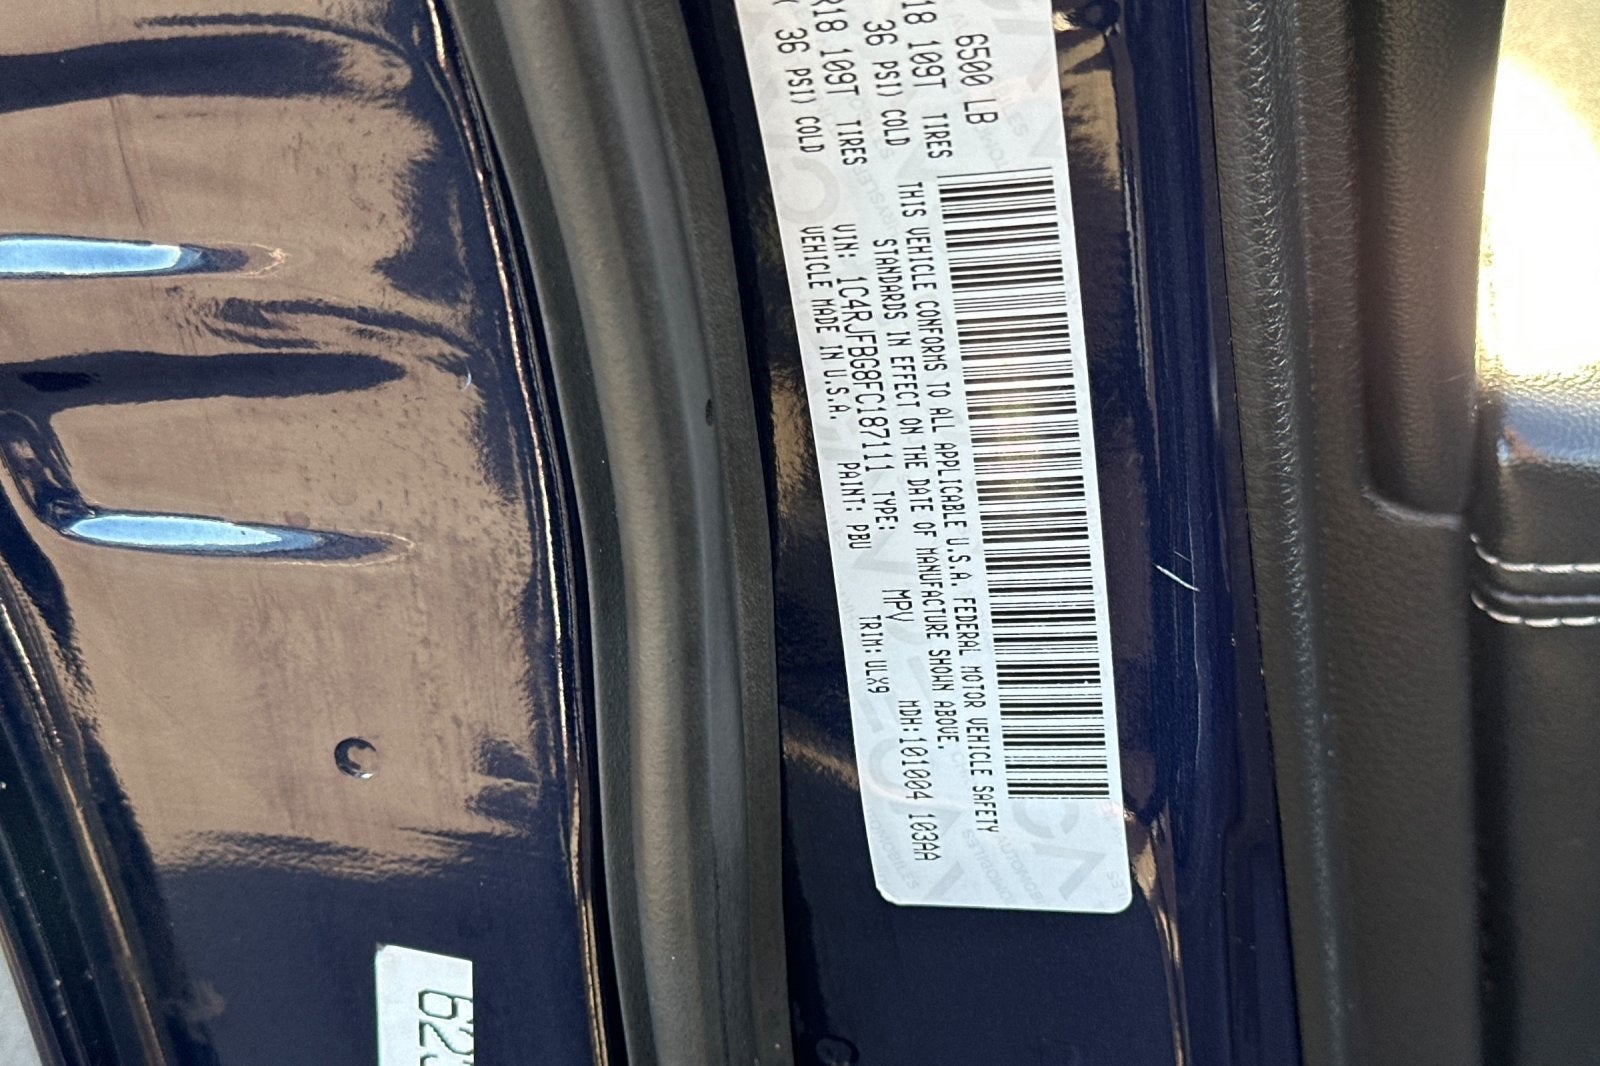 6500 LB
18 109T TIRES
36 PSI) COLD
R18 109T TIRES
36 PSI) COLD
THIS VEHICLE CONFORMS TO ALL APPLICABLE U.S.A. FEDERAL MOTOR VEHICLE SAFETY
STANDARDS IN EFFECT ON THE DATE OF MANUFACTURE SHOWN ABOVE.
VIN: 1C4RJFBG8FC187111 TYPE: MPV MDH:101004 103AA
VEHICLE MADE IN U.S.A. PAINT: PBU TRIM: ULX9
62